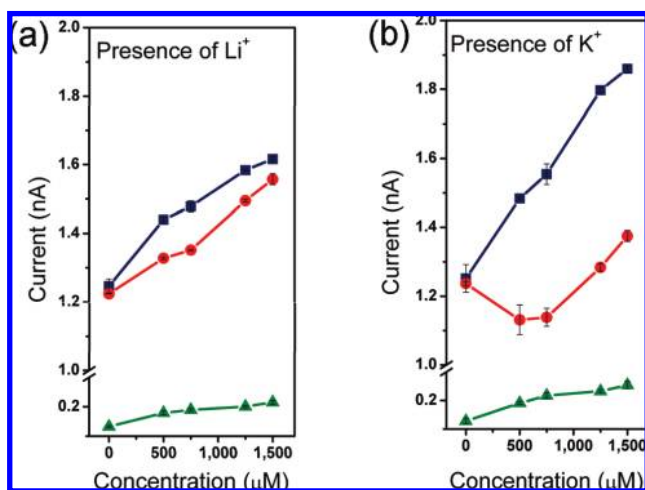 (a)
Presence of Li⁺
Current (nA)
2.0
1.8
1.6
1.4
1.2
1.0
0.2
0 500 1,000 1,500
Concentration (μM)
(b)
Presence of K⁺
Current (nA)
2.0
1.8
1.6
1.4
1.2
1.0
0.2
0 500 1,000 1,500
Concentration (μM)